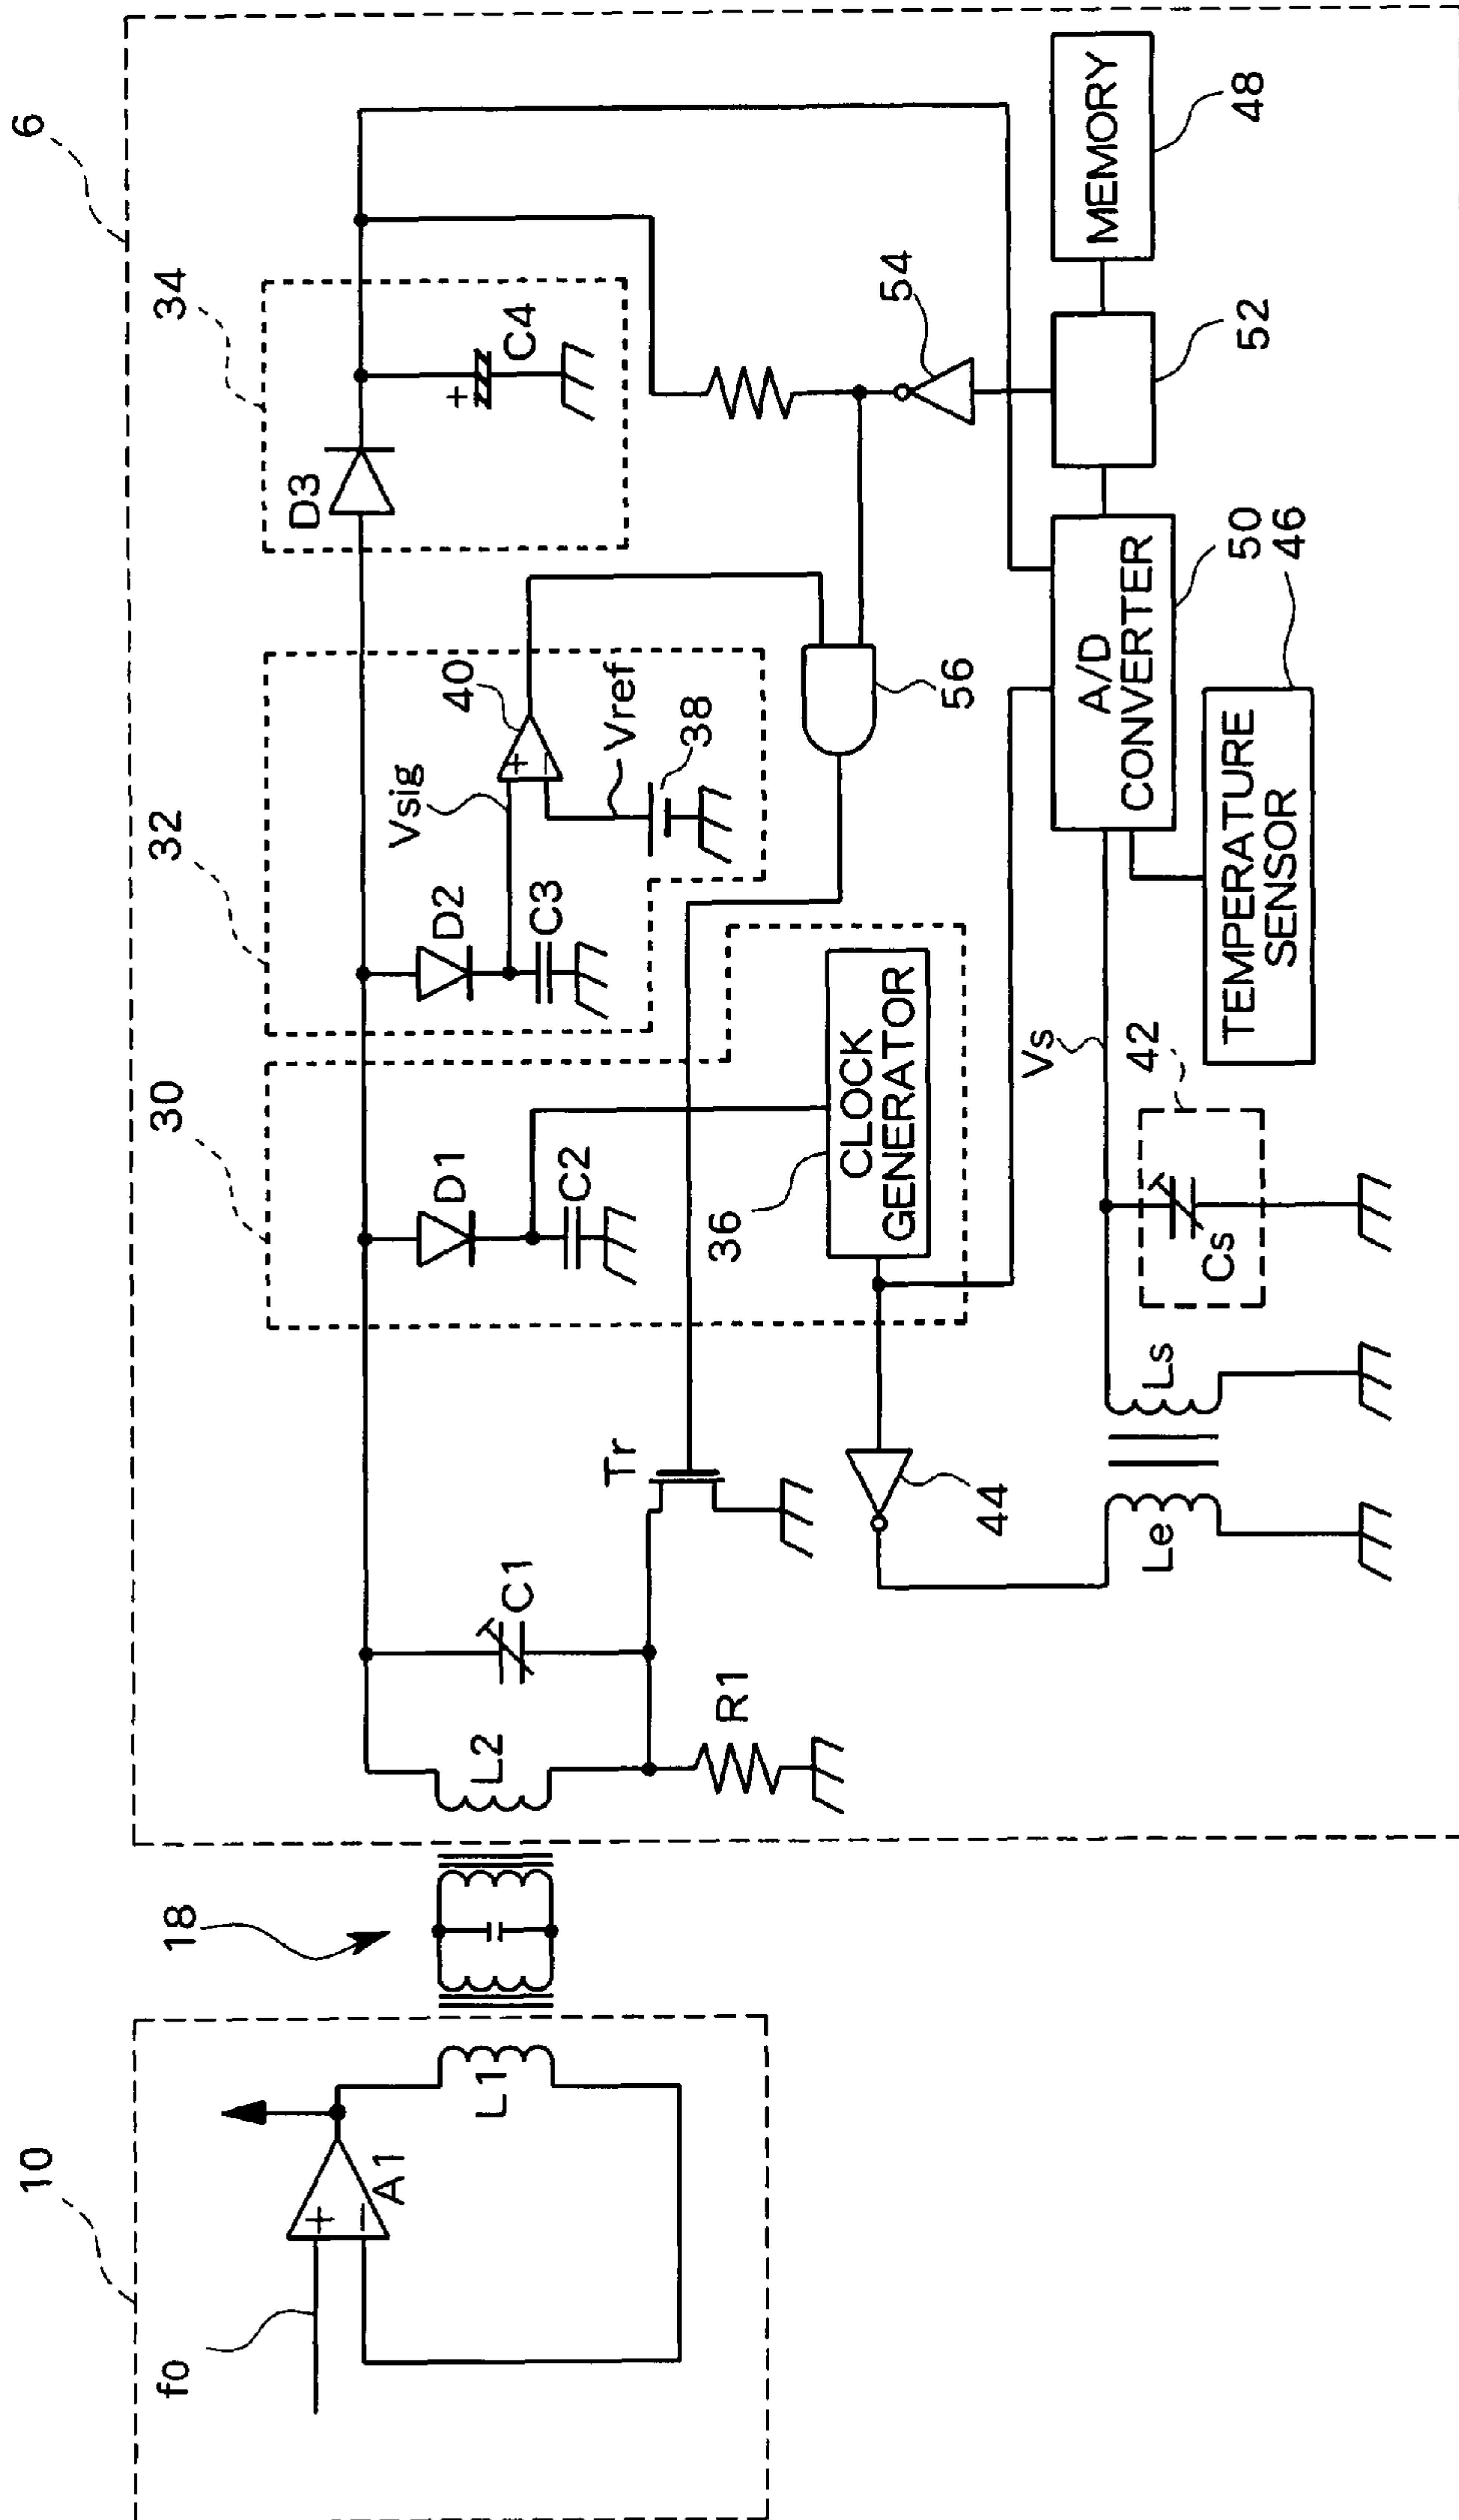 10
f0
+
−
A1
L1
18
6
L2
C1
R1
Tr
30
D1
C2
36
CLOCK
GENERATOR
44
32
D2
C3
Vsig
40
+
−
Vref
38
56
34
D3
+
C4
54
Le
Ls
Cs
42
Vs
TEMPERATURE
SENSOR
46
A/D
CONVERTER
50
52
MEMORY
48